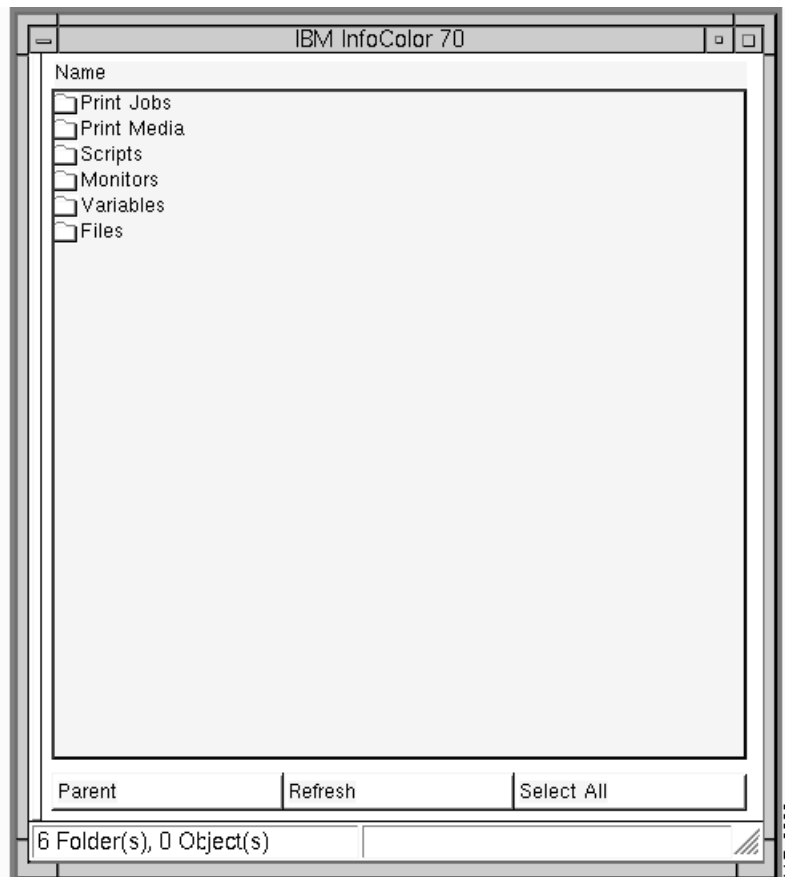 IBM InfoColor 70
Name
Print Jobs
Print Media
Scripts
Monitors
Variables
Files
Parent
Refresh
Select All
6 Folder(s), 0 Object(s)